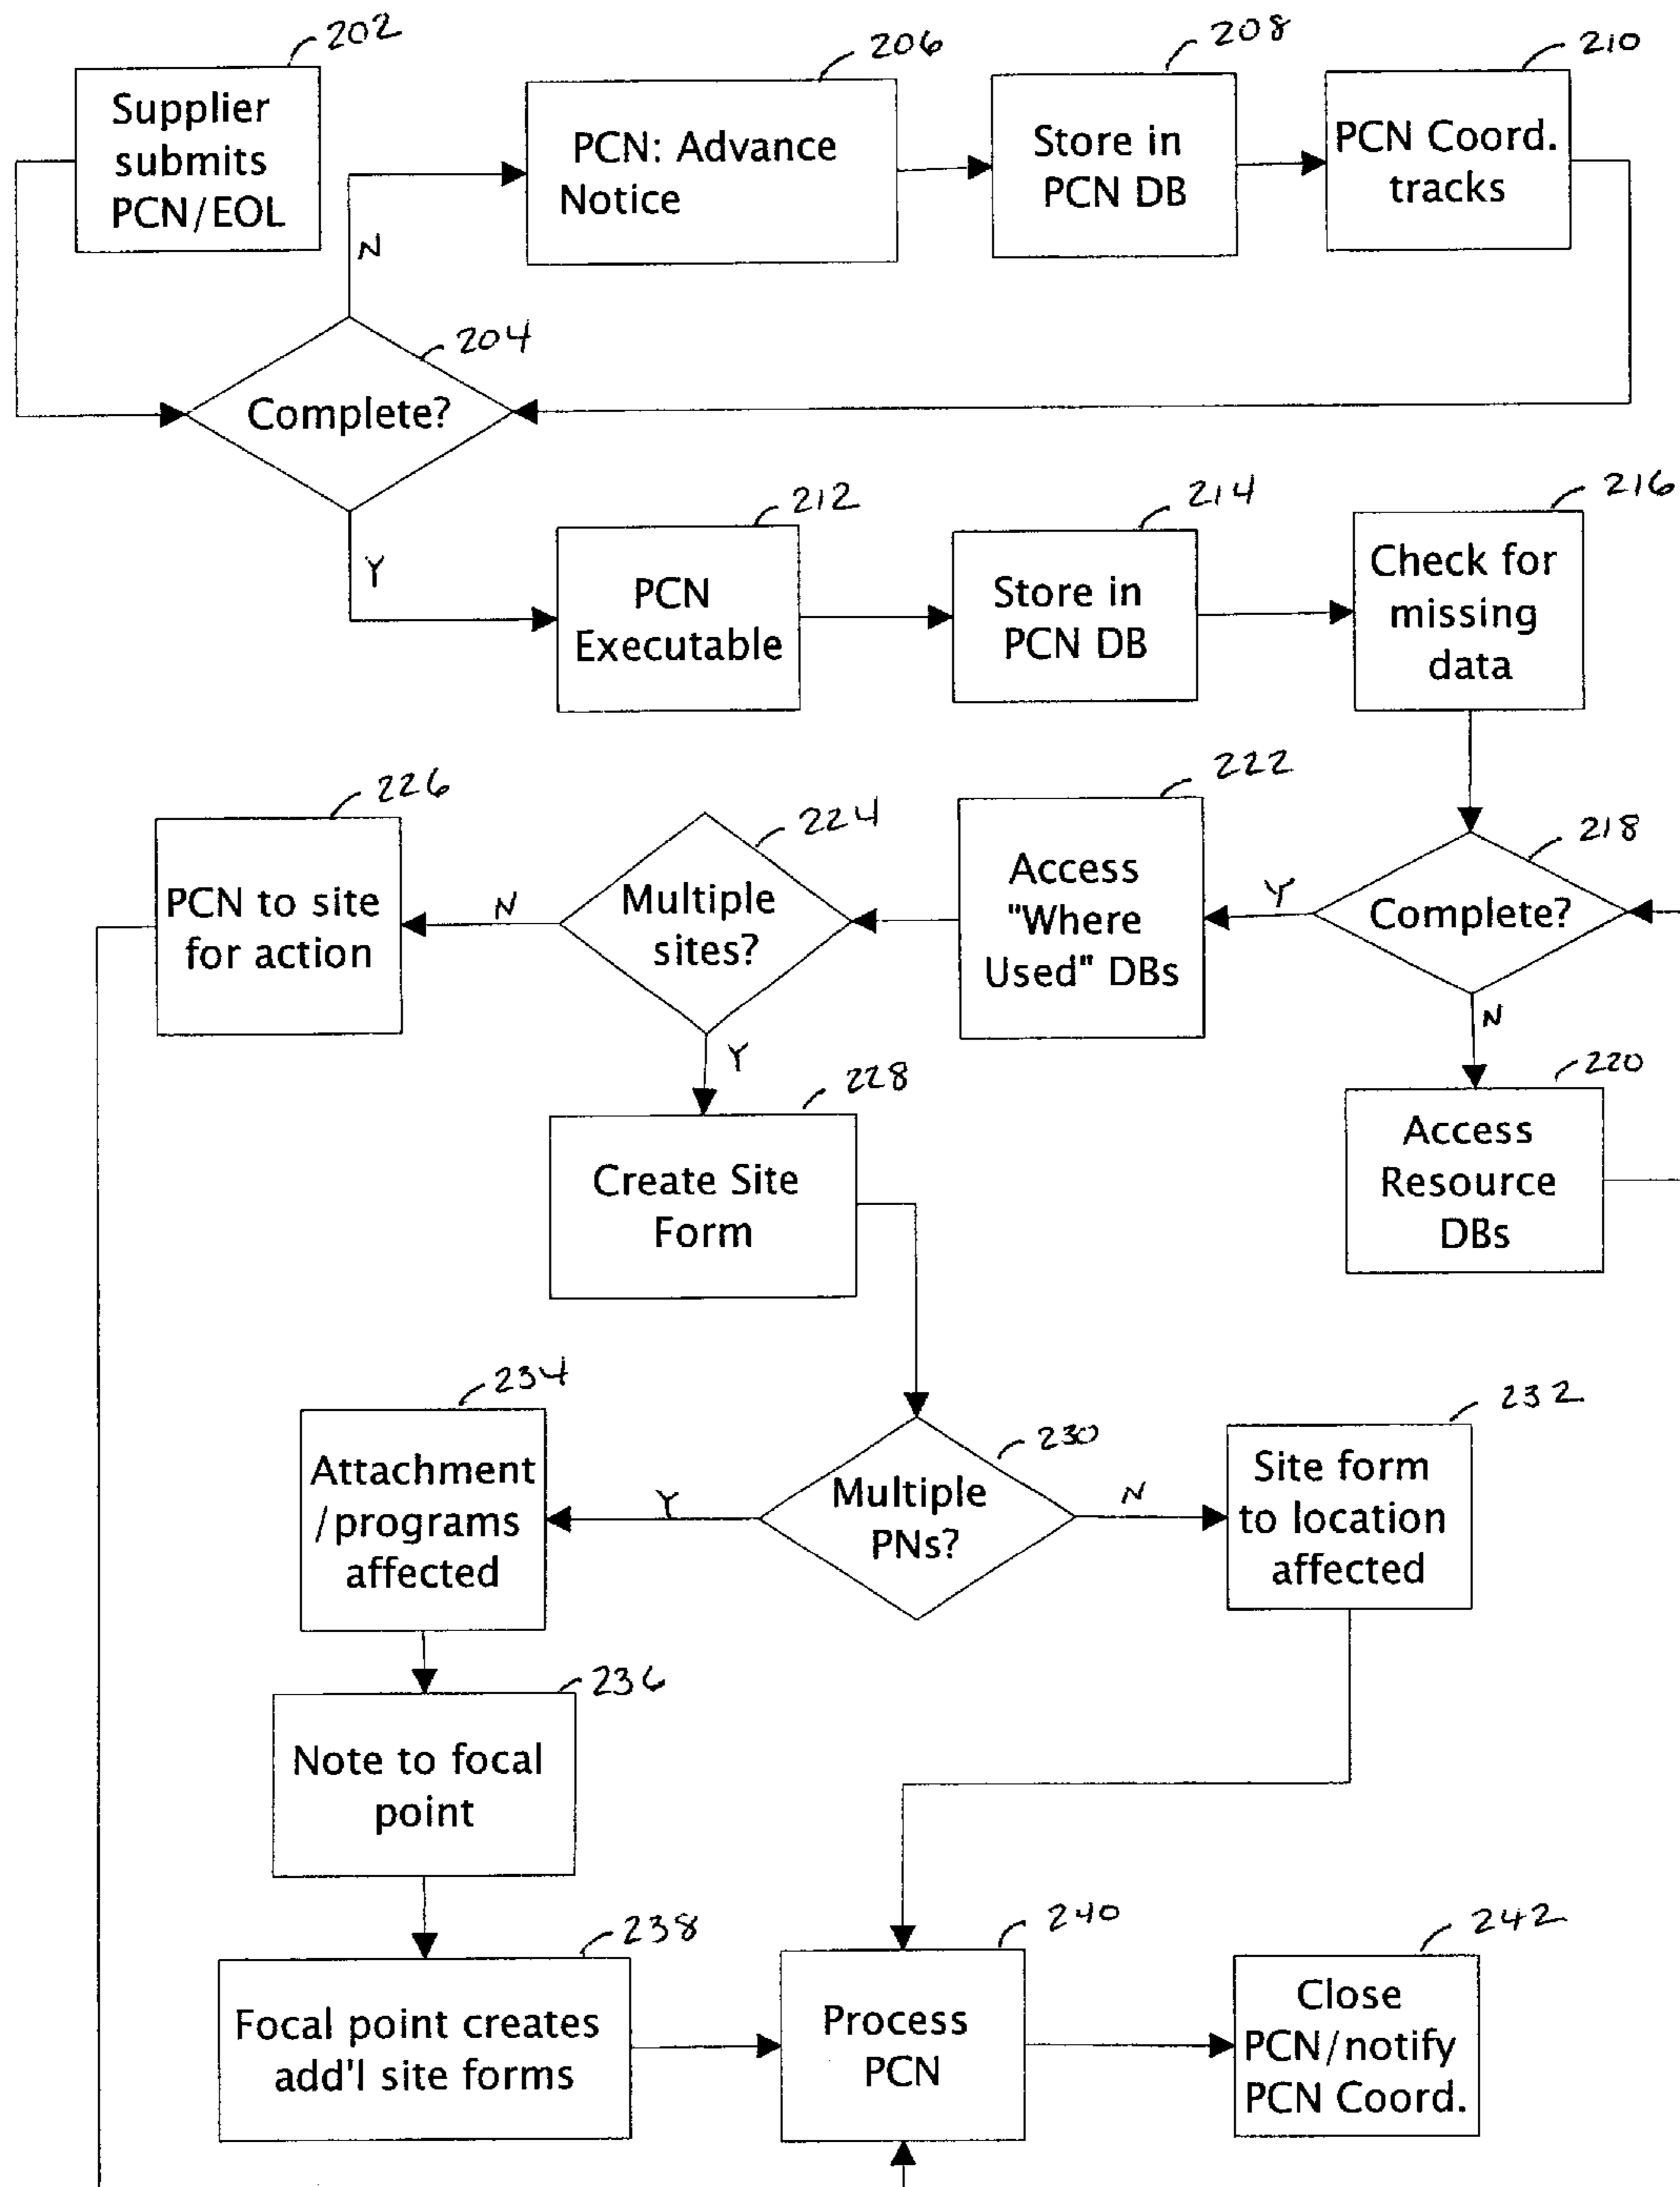 202
Supplier
submits
PCN/EOL
206
PCN: Advance
Notice
208
Store in
PCN DB
210
PCN Coord.
tracks
N
204
Complete?
Y
212
PCN
Executable
214
Store in
PCN DB
216
Check for
missing
data
218
Complete?
Y
N
220
Access
Resource
DBs
222
Access
"Where
Used" DBs
224
Multiple
sites?
N
Y
226
PCN to site
for action
228
Create Site
Form
230
Multiple
PNs?
N
Y
232
Site form
to location
affected
234
Attachment
/programs
affected
236
Note to focal
point
238
Focal point creates
add'l site forms
240
Process
PCN
242
Close
PCN/notify
PCN Coord.